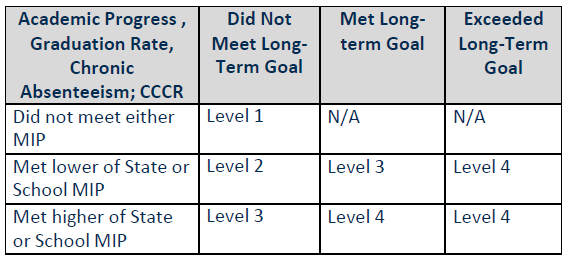 Academic Progress ,
Graduation Rate,
Chronic
Absenteeism; CCCR
Did Not
Meet Long-
Term Goal
Met Long-
term Goal
Exceeded
Long-Term
Goal
Did not meet either
MIP
Level 1
N/A
N/A
Met lower of State or
School MIP
Level 2
Level 3
Level 4
Met higher of State
or School MIP
Level 3
Level 4
Level 4